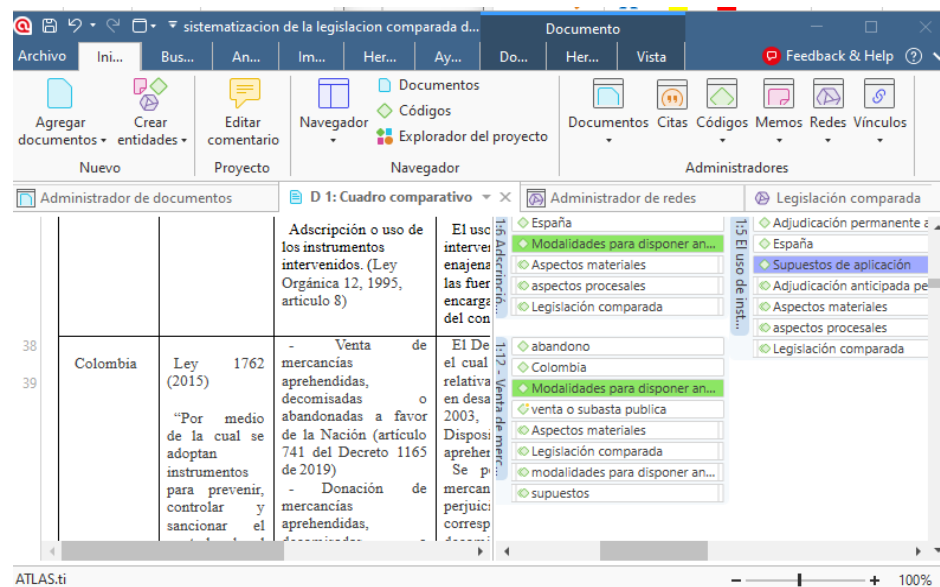 sistematizacion de la legislacion comparada d...
Documento
Archivo
Ini...
Bus...
An...
Im...
Her...
Ay...
Do...
Her...
Vista
Feedback & Help
Agregar documentos
Crear entidades
Editar comentario
Navegador
Documentos
Códigos
Explorador del proyecto
Documentos
Citas
Códigos
Memos
Redes
Vínculos
Nuevo
Proyecto
Navegador
Administradores
Administrador de documentos
D 1: Cuadro comparativo
Administrador de redes
Legislación comparada
Adscripción o uso de
los instrumentos
intervenidos. (Ley
Orgánica 12, 1995,
articulo 8)
El uso
interve
enajena
las fuer
encarga
del con
1:6 Adscripció...
España
Modalidades para disponer an...
Aspectos materiales
aspectos procesales
Legislación comparada
1:5 El uso de inst...
Adjudicación permanente a
España
Supuestos de aplicación
Adjudicación anticipada pe
Aspectos materiales
aspectos procesales
Legislación comparada
38
39
Colombia
Ley 1762
(2015)
“Por medio
de la cual se
adoptan
instrumentos
para prevenir,
controlar y
sancionar el
- Venta de
mercancías
aprehendidas,
decomisadas o
abandonadas a favor
de la Nación (artículo
741 del Decreto 1165
de 2019)
- Donación de
mercancías
aprehendidas,
El De
el cual
relativa
en desa
2003,
Disposi
aprehen
Se p
mercan
perjuic
corresp
1:12 - Venta de merc...
abandono
Colombia
Modalidades para disponer an...
venta o subasta publica
Aspectos materiales
Legislación comparada
modalidades para disponer an...
supuestos
ATLAS.ti
100%